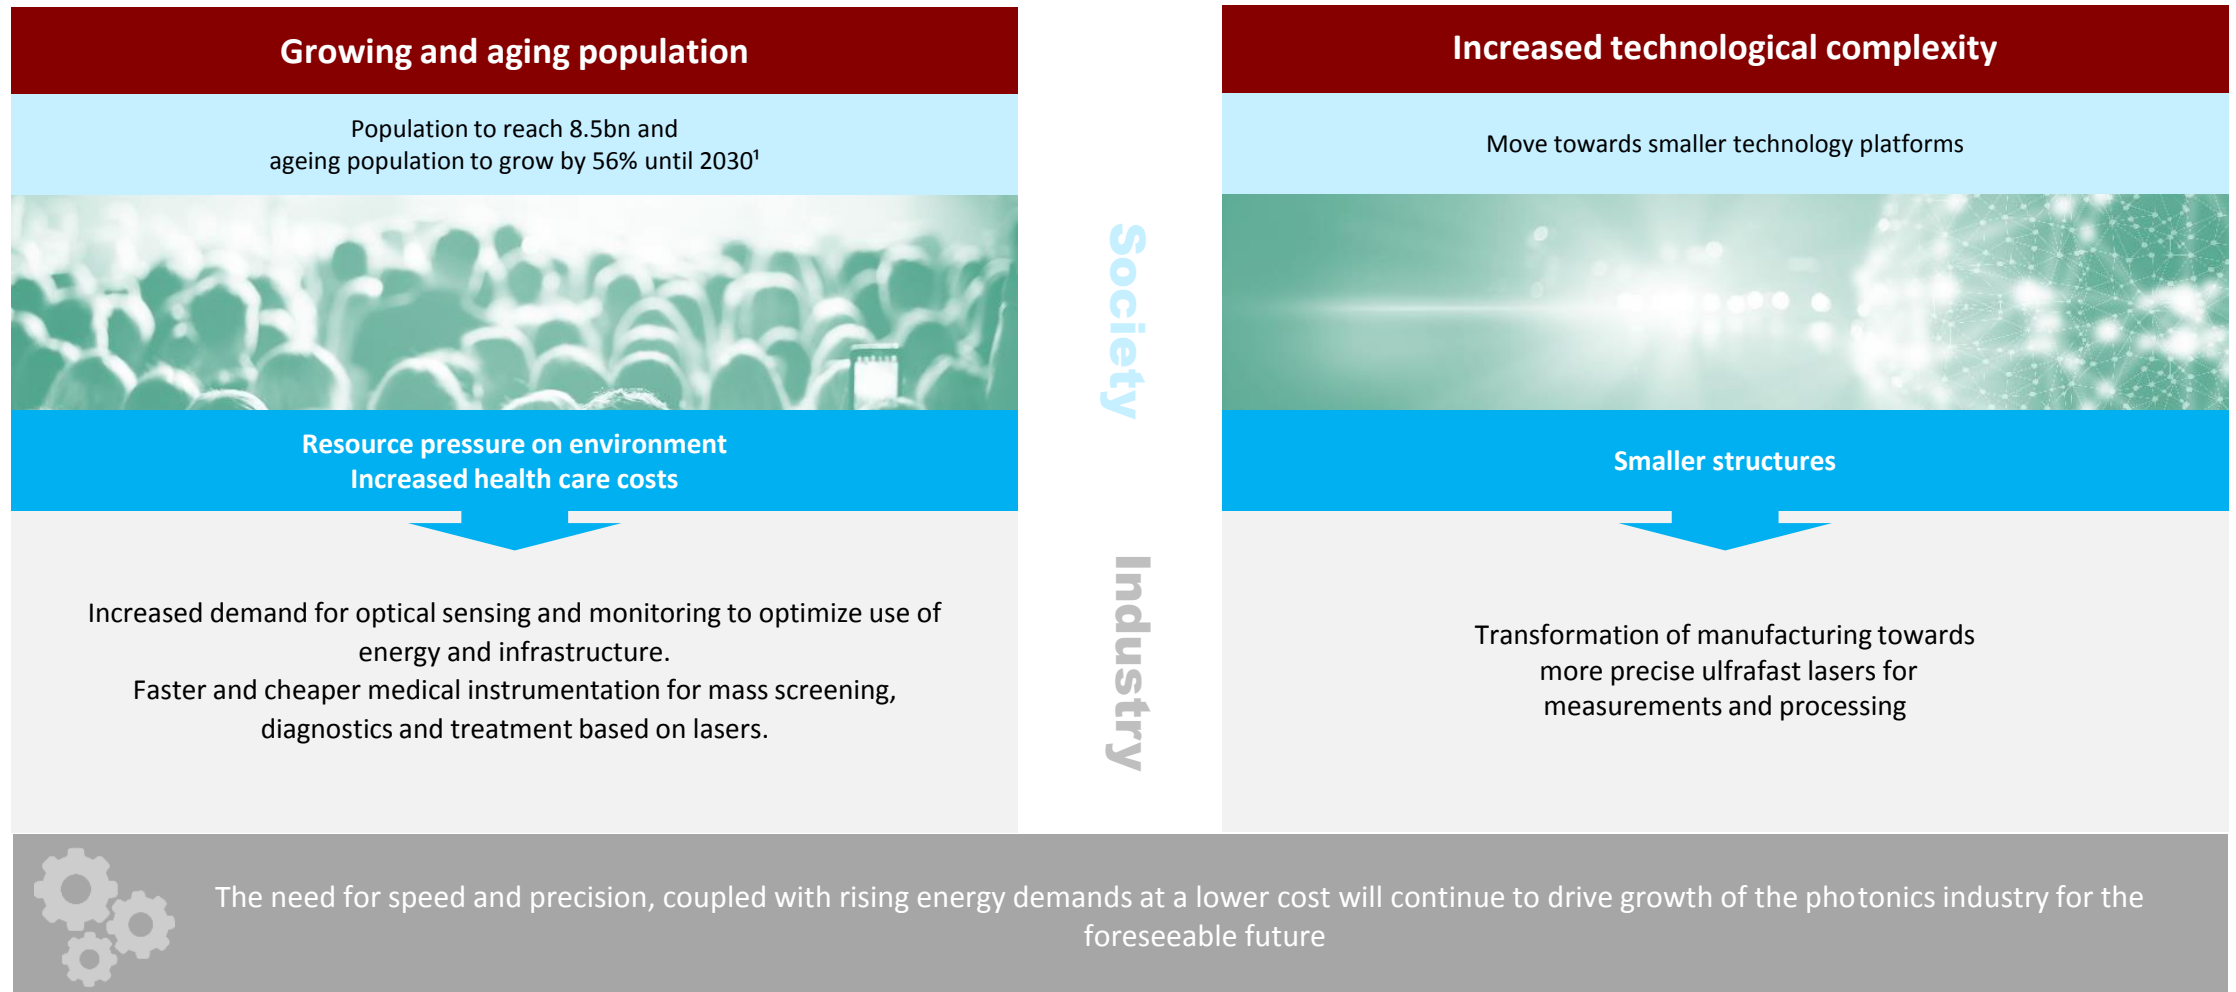 Growing and aging population
Population to reach 8.5bn and
ageing population to grow by 56% until 2030¹
Resource pressure on environment
Increased health care costs
Increased demand for optical sensing and monitoring to optimize use of
energy and infrastructure.
Faster and cheaper medical instrumentation for mass screening,
diagnostics and treatment based on lasers.
Society
Industry
Increased technological complexity
Move towards smaller technology platforms
Smaller structures
Transformation of manufacturing towards
more precise ulfrafast lasers for
measurements and processing
The need for speed and precision, coupled with rising energy demands at a lower cost will continue to drive growth of the photonics industry for the
foreseeable future